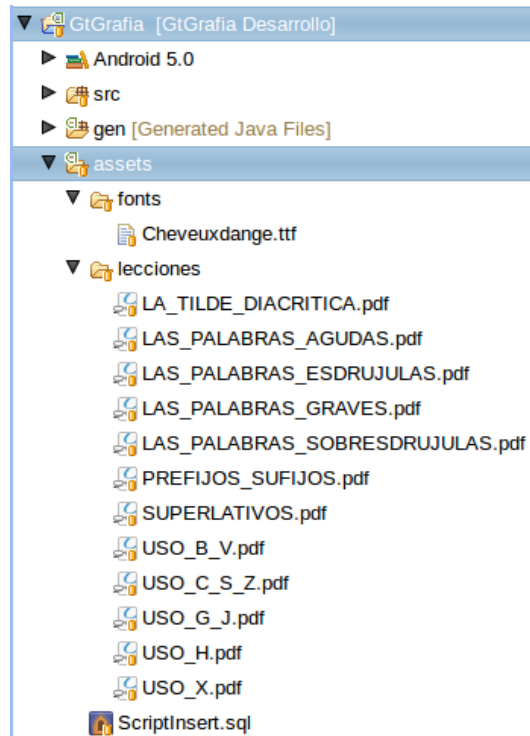 GtGrafia [GtGrafia Desarrollo]
Android 5.0
src
gen [Generated Java Files]
assets
fonts
Cheveuxdange.ttf
lecciones
LA_TILDE_DIACRITICA.pdf
LAS_PALABRAS_AGUDAS.pdf
LAS_PALABRAS_ESDRUJULAS.pdf
LAS_PALABRAS_GRAVES.pdf
LAS_PALABRAS_SOBRESDRUJULAS.pdf
PREFIJOS_SUFIJOS.pdf
SUPERLATIVOS.pdf
USO_B_V.pdf
USO_C_S_Z.pdf
USO_G_J.pdf
USO_H.pdf
USO_X.pdf
ScriptInsert.sql